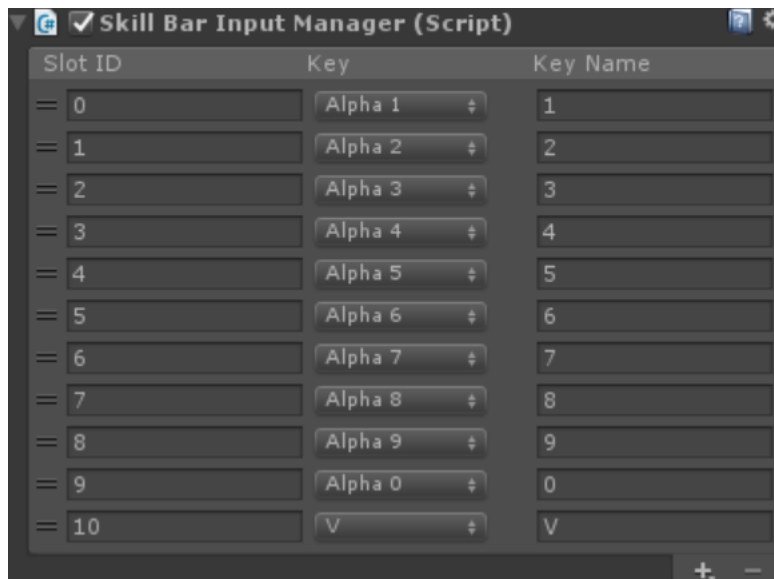 Skill Bar Input Manager (Script)
Slot ID Key Key Name
0 Alpha 1 1
1 Alpha 2 2
2 Alpha 3 3
3 Alpha 4 4
4 Alpha 5 5
5 Alpha 6 6
6 Alpha 7 7
7 Alpha 8 8
8 Alpha 9 9
9 Alpha 0 0
10 V V